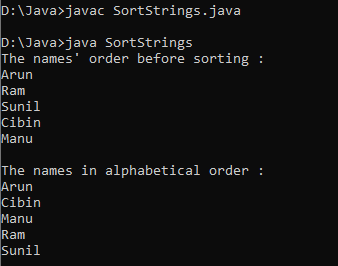 D:\Java>javac SortStrings.java
D:\Java>java SortStrings
The names' order before sorting :
Arun
Ram
Sunil
Cibin
Manu
The names in alphabetical order :
Arun
Cibin
Manu
Ram
Sunil